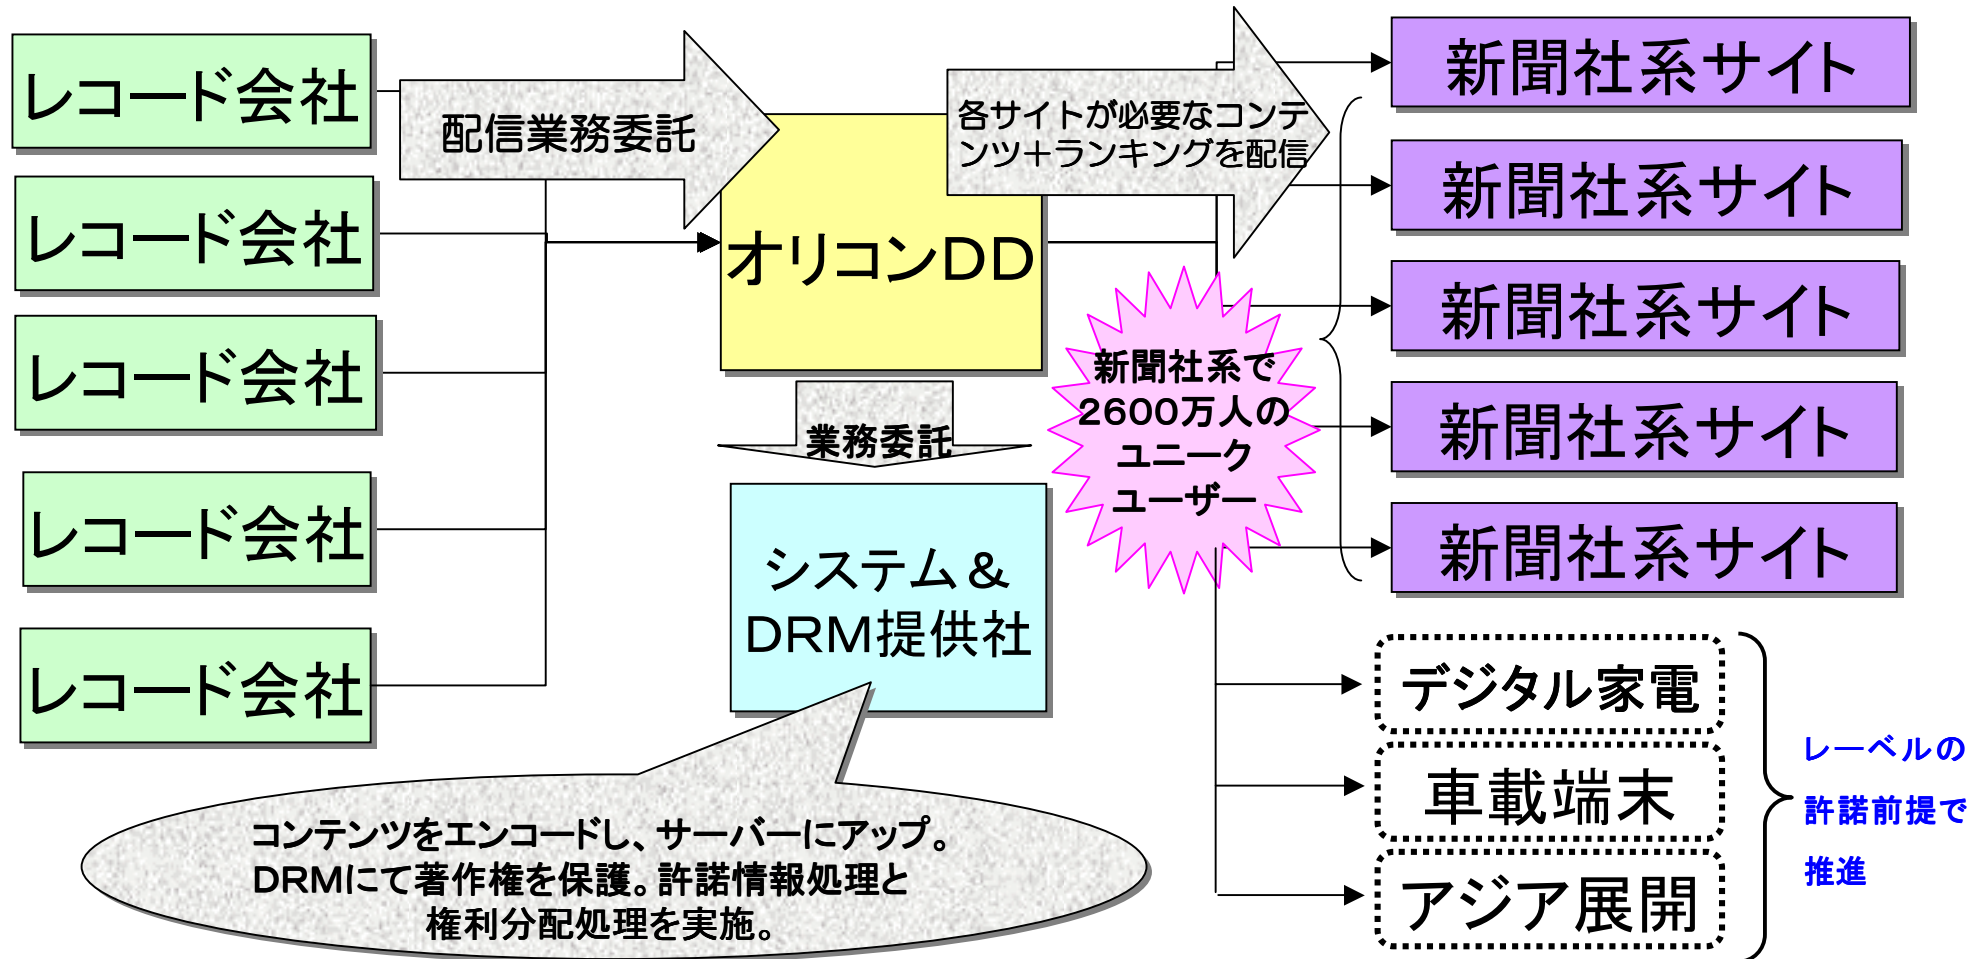 レコード会社
レコード会社
レコード会社
レコード会社
レコード会社
配信業務委託
オリコンDD
各サイトが必要なコンテ
ンツ＋ランキングを配信
業務委託
システム＆
DRM提供社
コンテンツをエンコードし、サーバーにアップ。
DRMにて著作権を保護。許諾情報処理と
権利分配処理を実施。
新聞社系で
2600万人の
ユニーク
ユーザー
新聞社系サイト
新聞社系サイト
新聞社系サイト
新聞社系サイト
新聞社系サイト
デジタル家電
車載端末
アジア展開
レーベルの
許諾前提で
推進